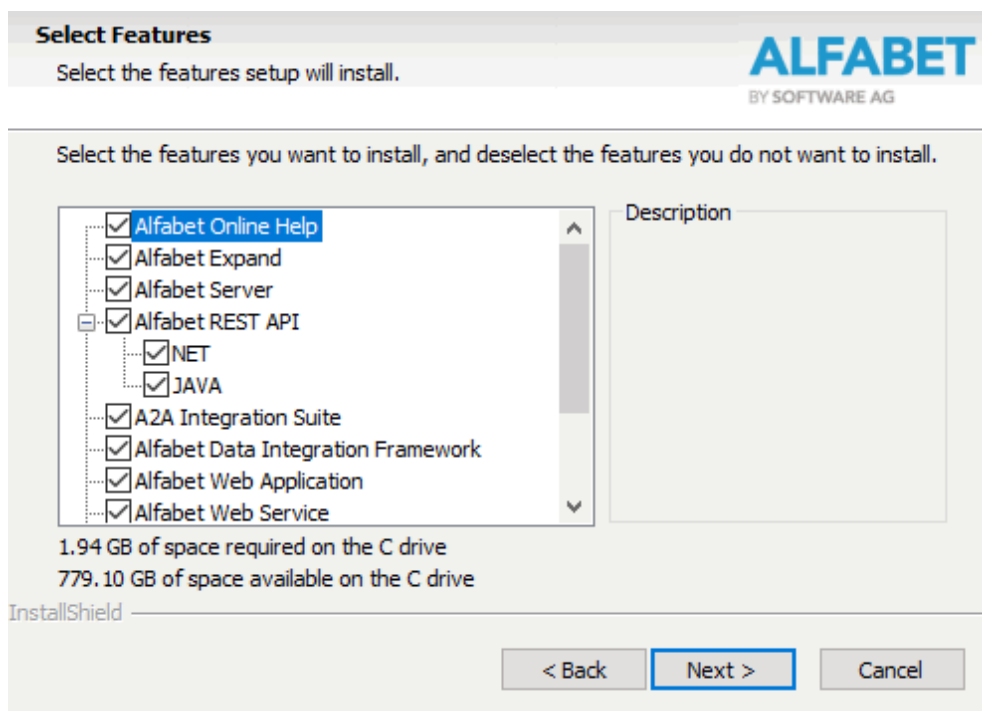 Select Features
Select the features setup will install.
ALFABET
BY SOFTWARE AG
Select the features you want to install, and deselect the features you do not want to install.
Alfabet Online Help
Alfabet Expand
Alfabet Server
Alfabet REST API
NET
JAVA
A2A Integration Suite
Alfabet Data Integration Framework
Alfabet Web Application
Alfabet Web Service
Description
1.94 GB of space required on the C drive
779.10 GB of space available on the C drive
InstallShield
< Back
Next >
Cancel